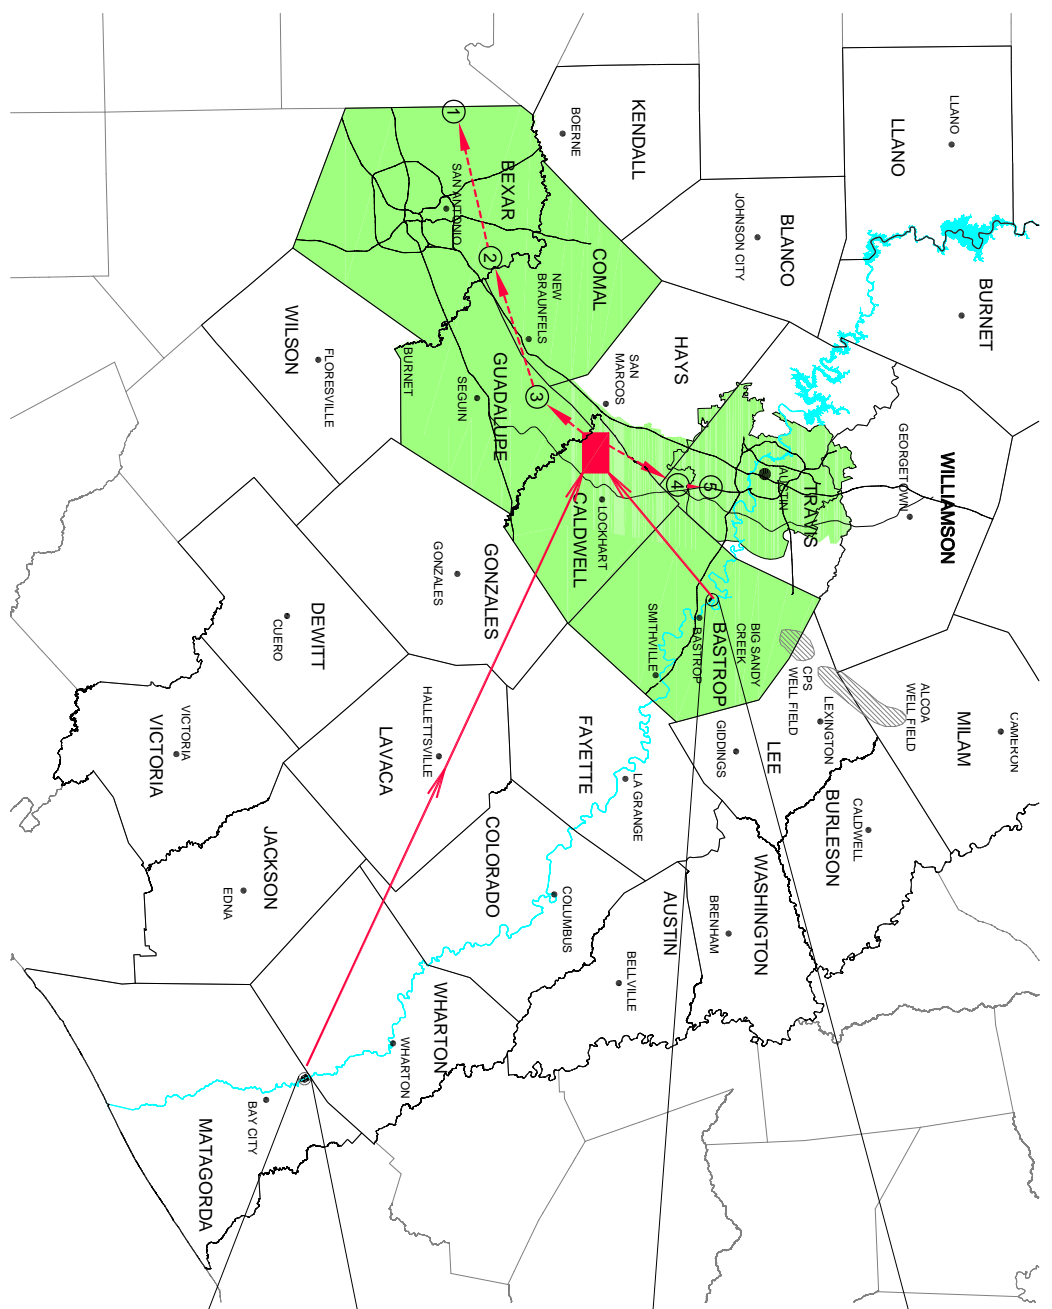 LLANO
LLANO
BURNET
KENDALL
BOERNE
BLANCO
JOHNSON CITY
BEXAR
SAN ANTONIO
COMAL
NEW
BRAUNFELS
HAYS
SAN
MARCOS
WILLIAMSON
GEORGETOWN
TRAVIS
AUSTIN
WILSON
FLORESVILLE
BURNET
GUADALUPE
SEGUIN
CALDWELL
LOCKHART
GONZALES
GONZALES
BASTROP
BASTROP
BIG SANDY
CREEK
SMITHVILLE
CPS
WELL FIELD
ALCOA
WELL FIELD
LEXINGTON
MILAM
CAMERON
LEE
GIDDINGS
BURLESON
CALDWELL
DEWITT
CUERO
VICTORIA
VICTORIA
LAVACA
HALLETTSVILLE
FAYETTE
LA GRANGE
COLORADO
COLUMBUS
WASHINGTON
BRENHAM
AUSTIN
BELLVILLE
JACKSON
EDNA
WHARTON
WHARTON
MATAGORDA
BAY CITY
1
2
3
4
5